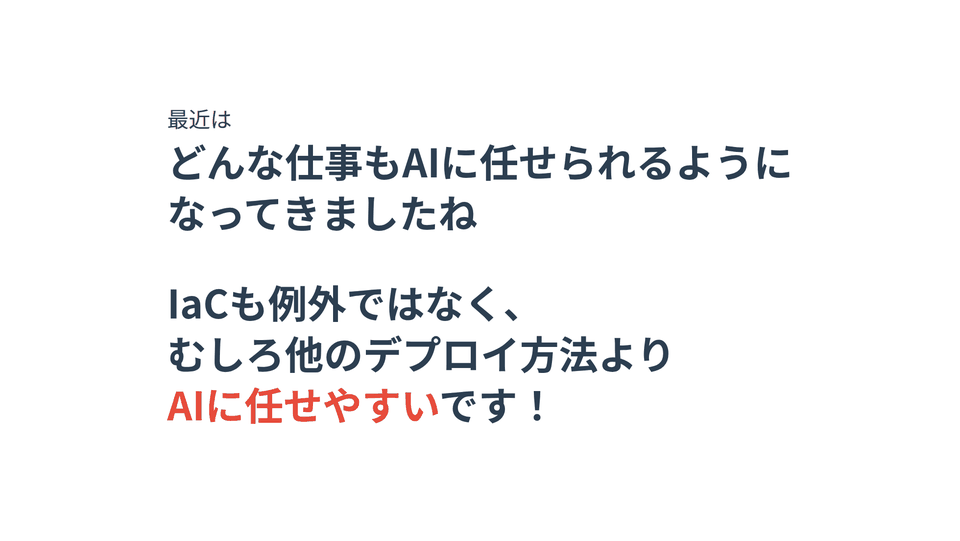 最近は
どんな仕事もAIに任せられるように
なってきましたね
IaCも例外ではなく、
むしろ他のデプロイ方法より
AIに任せやすいです！